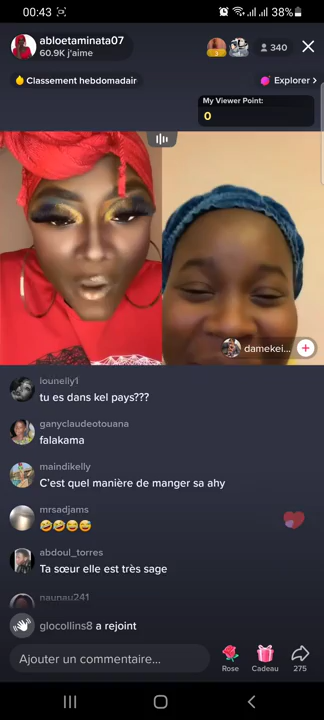 00:43
38%
abloetaminata07
60.9K j'aime
2
340
Classement hebdomadair
Explorer >
My Viewer Point:
0
damekei...
lounelly1
tu es dans kel pays???
ganyclaudeotouana
falakama
maindikelly
C'est quel manière de manger sa ahy
mrsadjams
🤣🤣😅😅
abdoul_torres
Ta sœur elle est très sage
naunau241
glocollins8 a rejoint
Ajouter un commentaire...
Rose
Cadeau
275